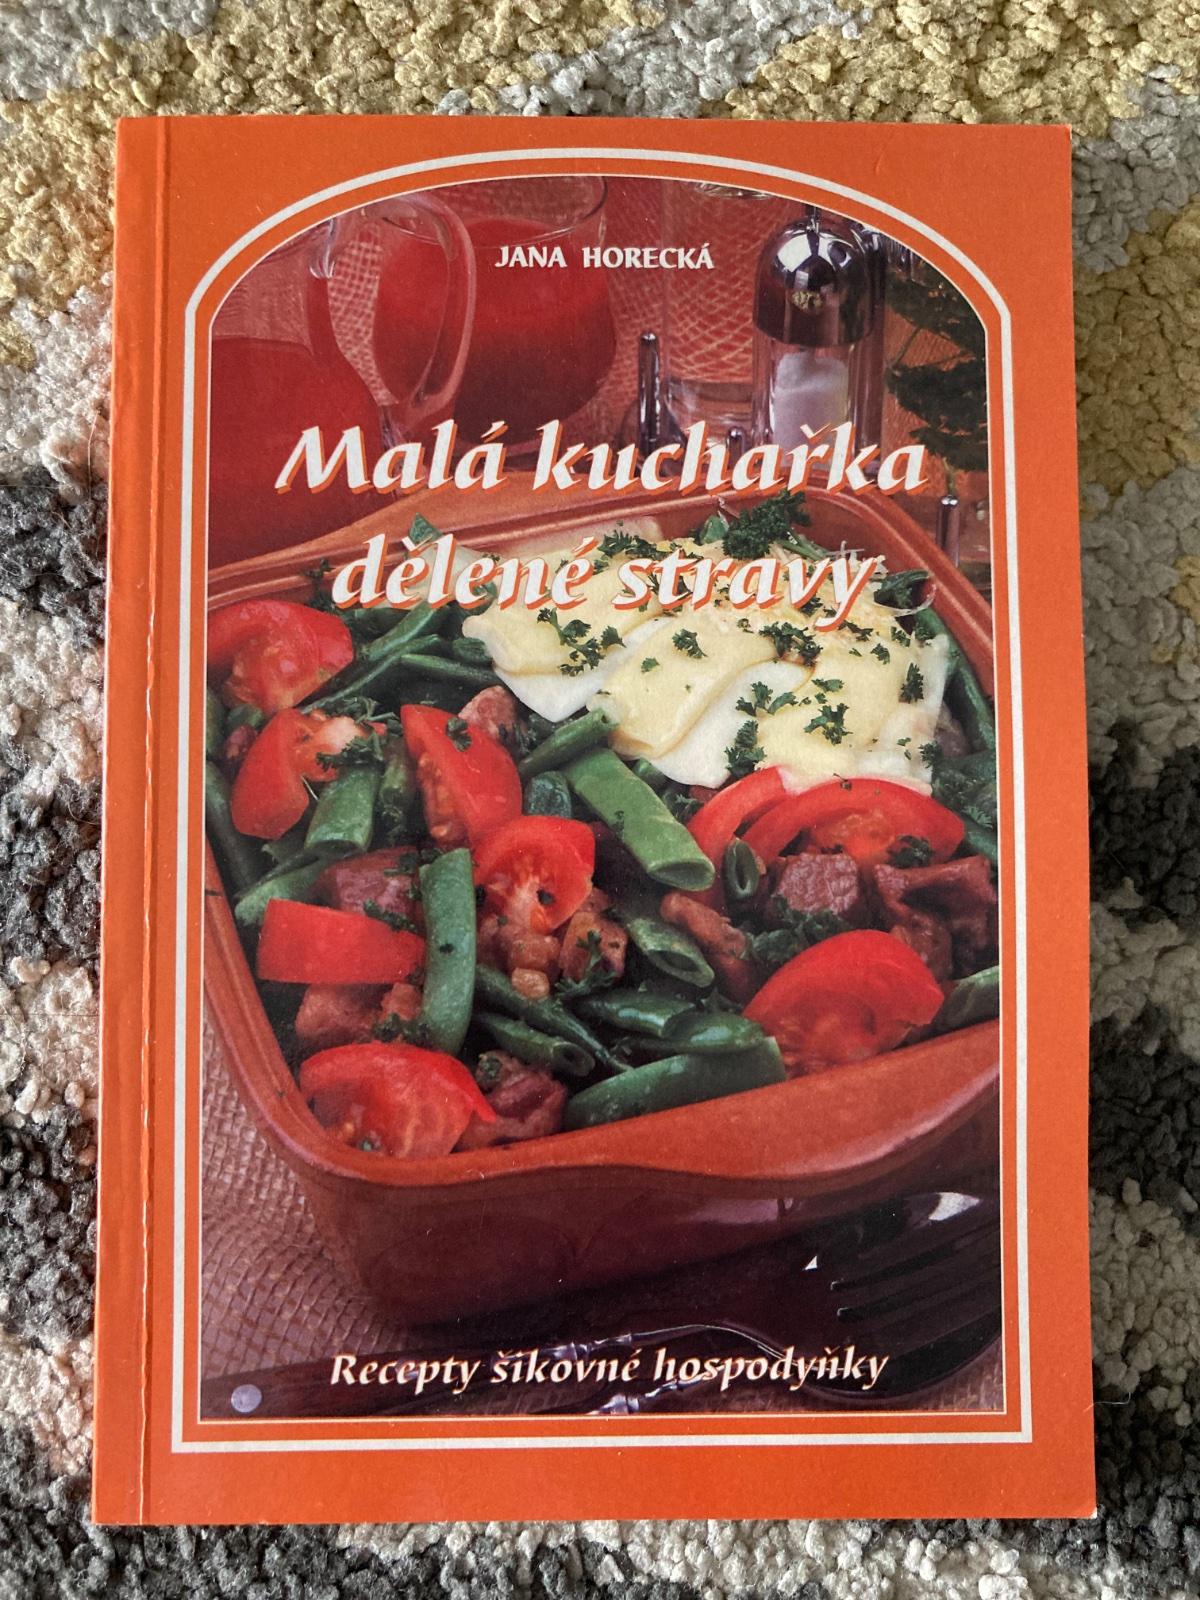 JANA HORECKÁ
Malá kuchařka
dělené stravy
Recepty šikovné hospodyňky